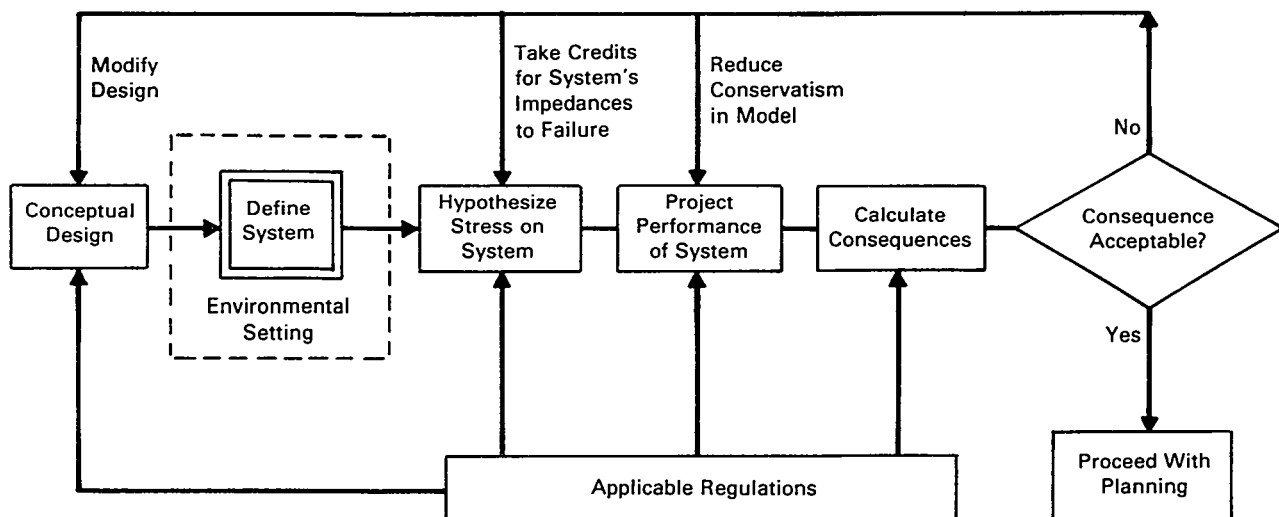 Modify
Design
Take Credits
for System's
Impedances
to Failure
Reduce
Conservatism
in Model
No
Conceptual
Design
Define
System
Environmental
Setting
Hypothesize
Stress on
System
Project
Performance
of System
Calculate
Consequences
Consequence
Acceptable?
Yes
Applicable Regulations
Proceed With
Planning